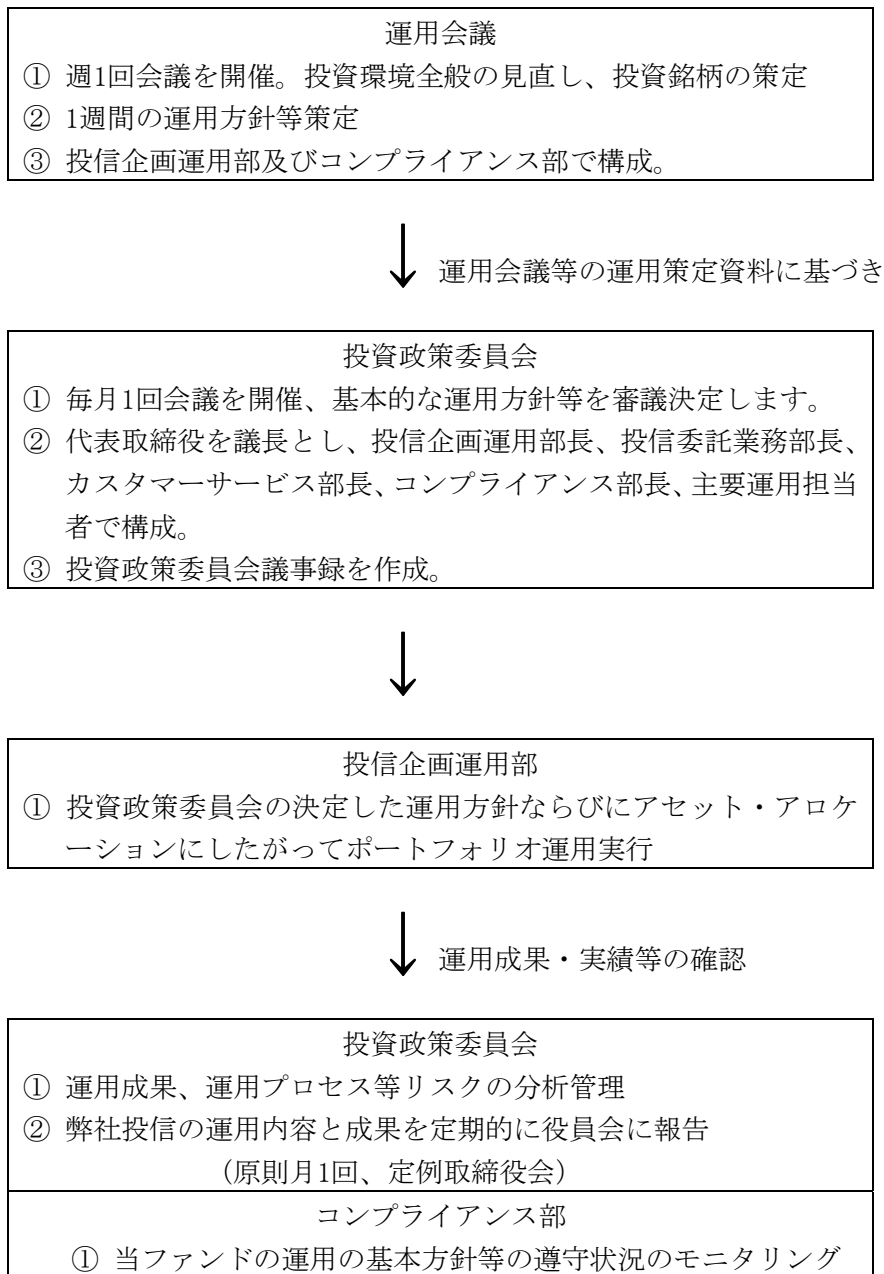 運用会議
① 週1回会議を開催。投資環境全般の見直し、投資銘柄の策定
② 1週間の運用方針等策定
③ 投信企画運用部及びコンプライアンス部で構成。
運用会議等の運用策定資料に基づき
投資政策委員会
① 毎月1回会議を開催、基本的な運用方針等を審議決定します。
② 代表取締役を議長とし、投信企画運用部長、投信委託業務部長、
カスタマーサービス部長、コンプライアンス部長、主要運用担当
者で構成。
③ 投資政策委員会議事録を作成。
投信企画運用部
① 投資政策委員会の決定した運用方針ならびにアセット・アロケ
ーションにしたがってポートフォリオ運用実行
運用成果・実績等の確認
投資政策委員会
① 運用成果、運用プロセス等リスクの分析管理
② 弊社投信の運用内容と成果を定期的に役員会に報告
(原則月1回、定例取締役会)
コンプライアンス部
① 当ファンドの運用の基本方針等の遵守状況のモニタリング